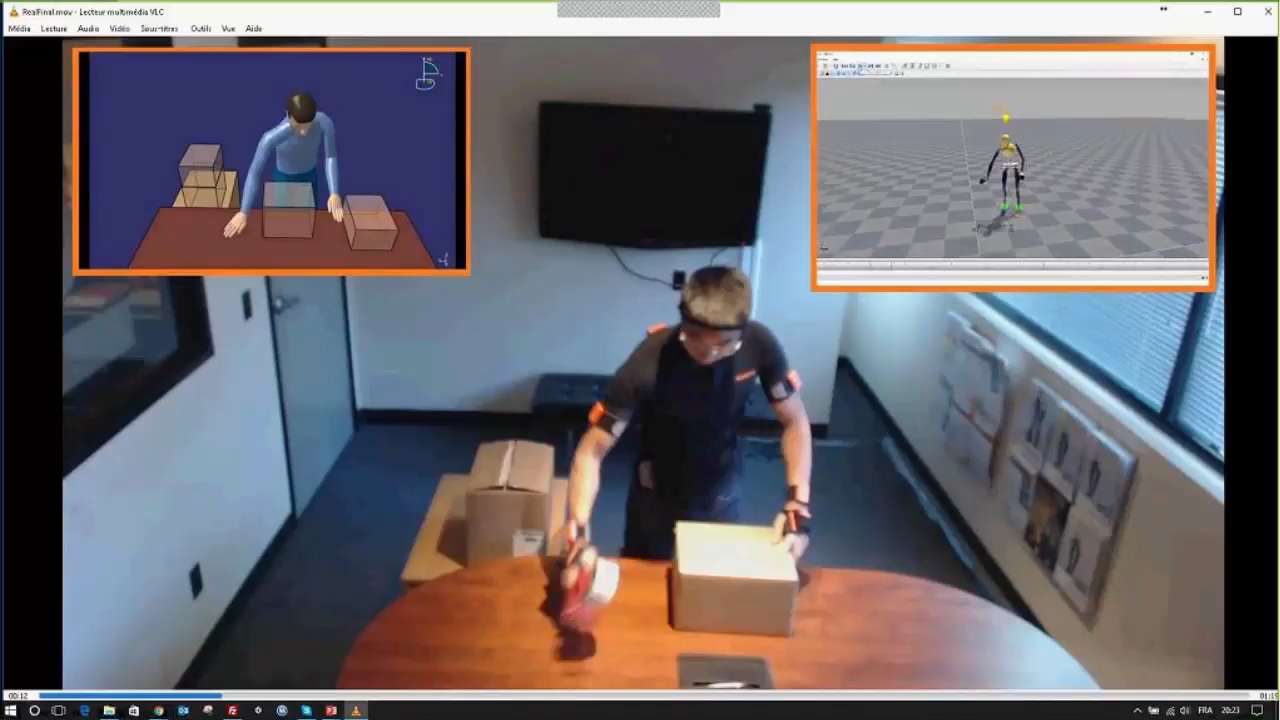 RealFinal.mov - Lecteur multimédia VLC
Média Lecture Audio Vidéo Sous-titres Outils Vue Aide
00:12
FRA 20:23